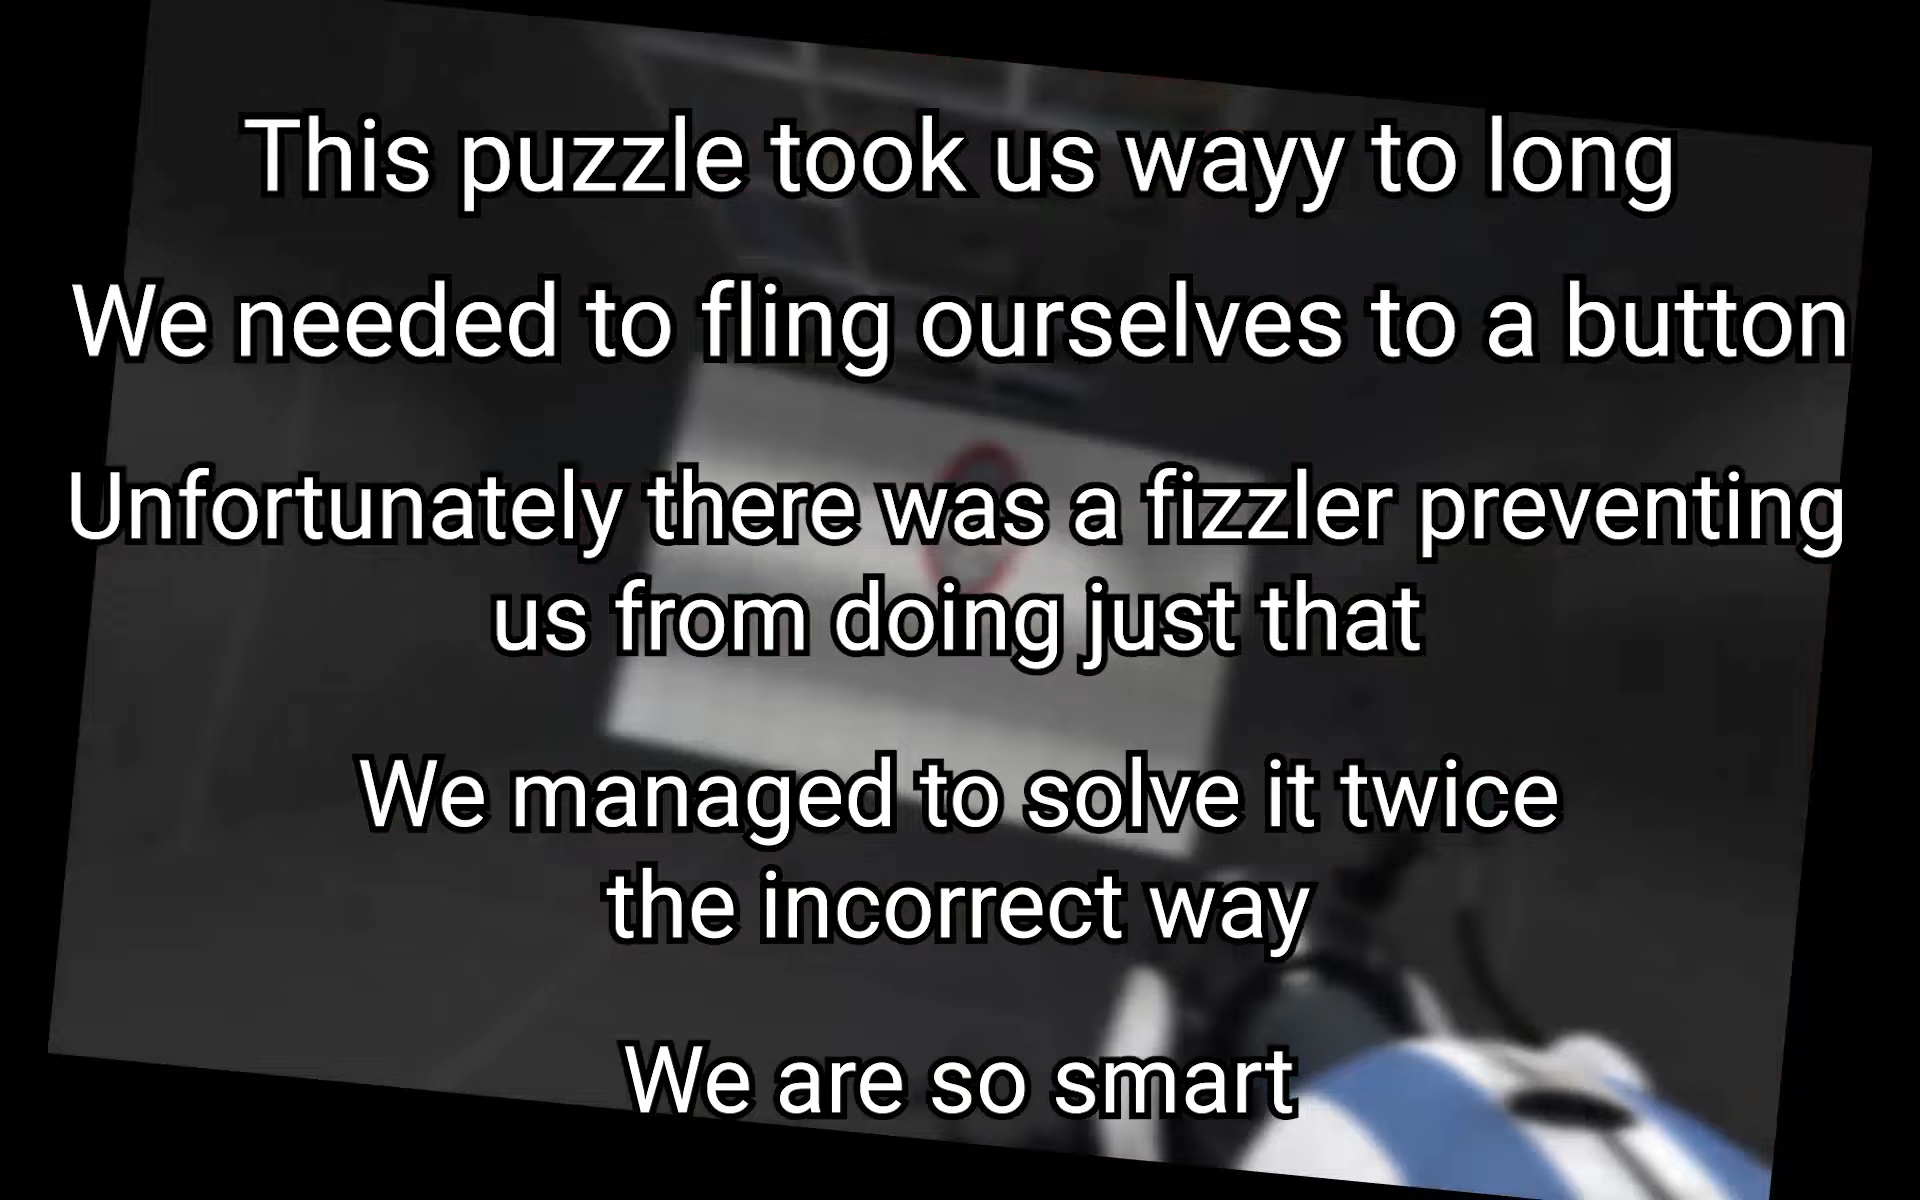 This puzzle took us wayy to long
We needed to fling ourselves to a button
Unfortunately there was a fizzler preventing
us from doing just that
We managed to solve it twice
the incorrect way
We are so smart